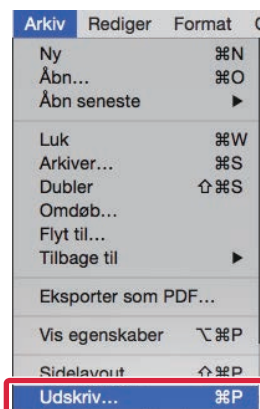 Arkiv Rediger Format
Ny ⌘N
Åbn... ⌘O
Åbn seneste ▶
Luk ⌘W
Arkiver... ⌘S
Dubler ⇧⌘S
Omdøb...
Flyt til...
Tilbage til ▶
Eksporter som PDF...
Vis egenskaber ⌥⌘P
Sidelayout... ⇧⌘P
Udskriv... ⌘P